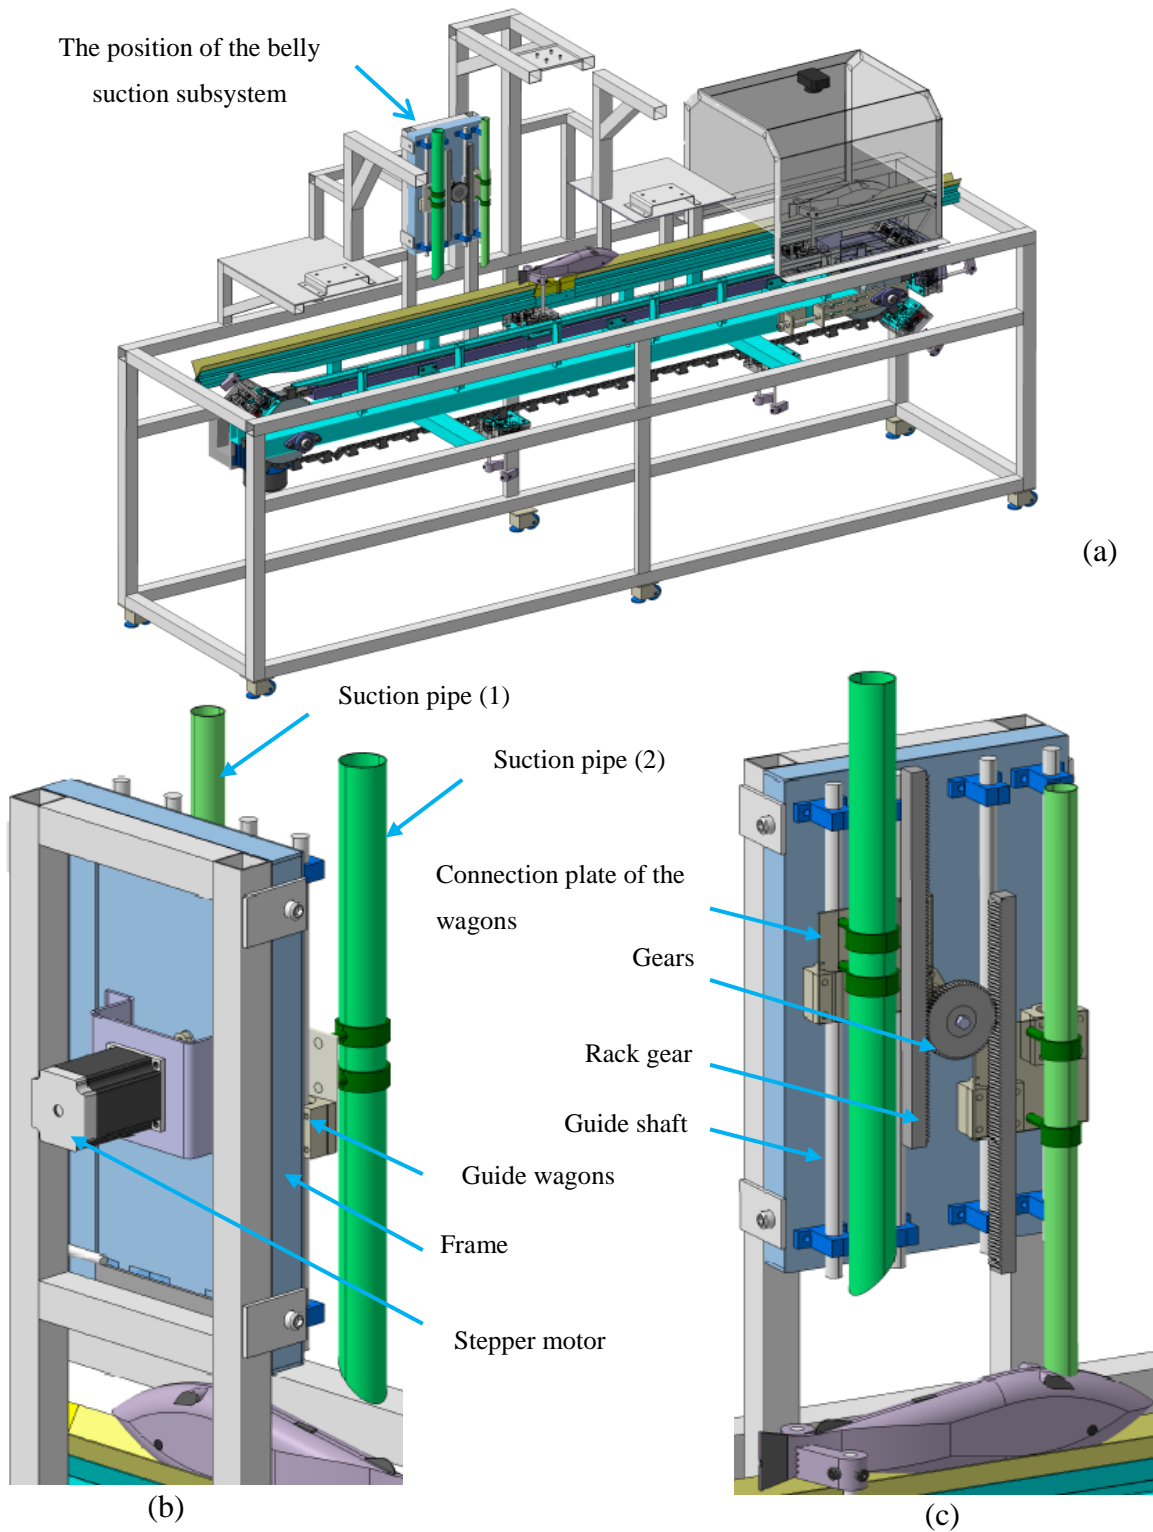 The position of the belly
suction subsystem
(a)
Suction pipe (1)
Suction pipe (2)
Connection plate of the
wagons
Gears
Rack gear
Guide shaft
Guide wagons
Frame
Stepper motor
(b)
(c)